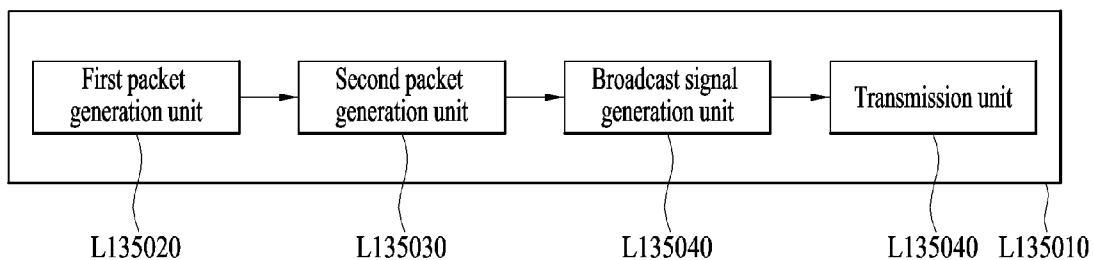 First packet
generation unit
Second packet
generation unit
Broadcast signal
generation unit
Transmission unit
L135020
L135030
L135040
L135040
L135010